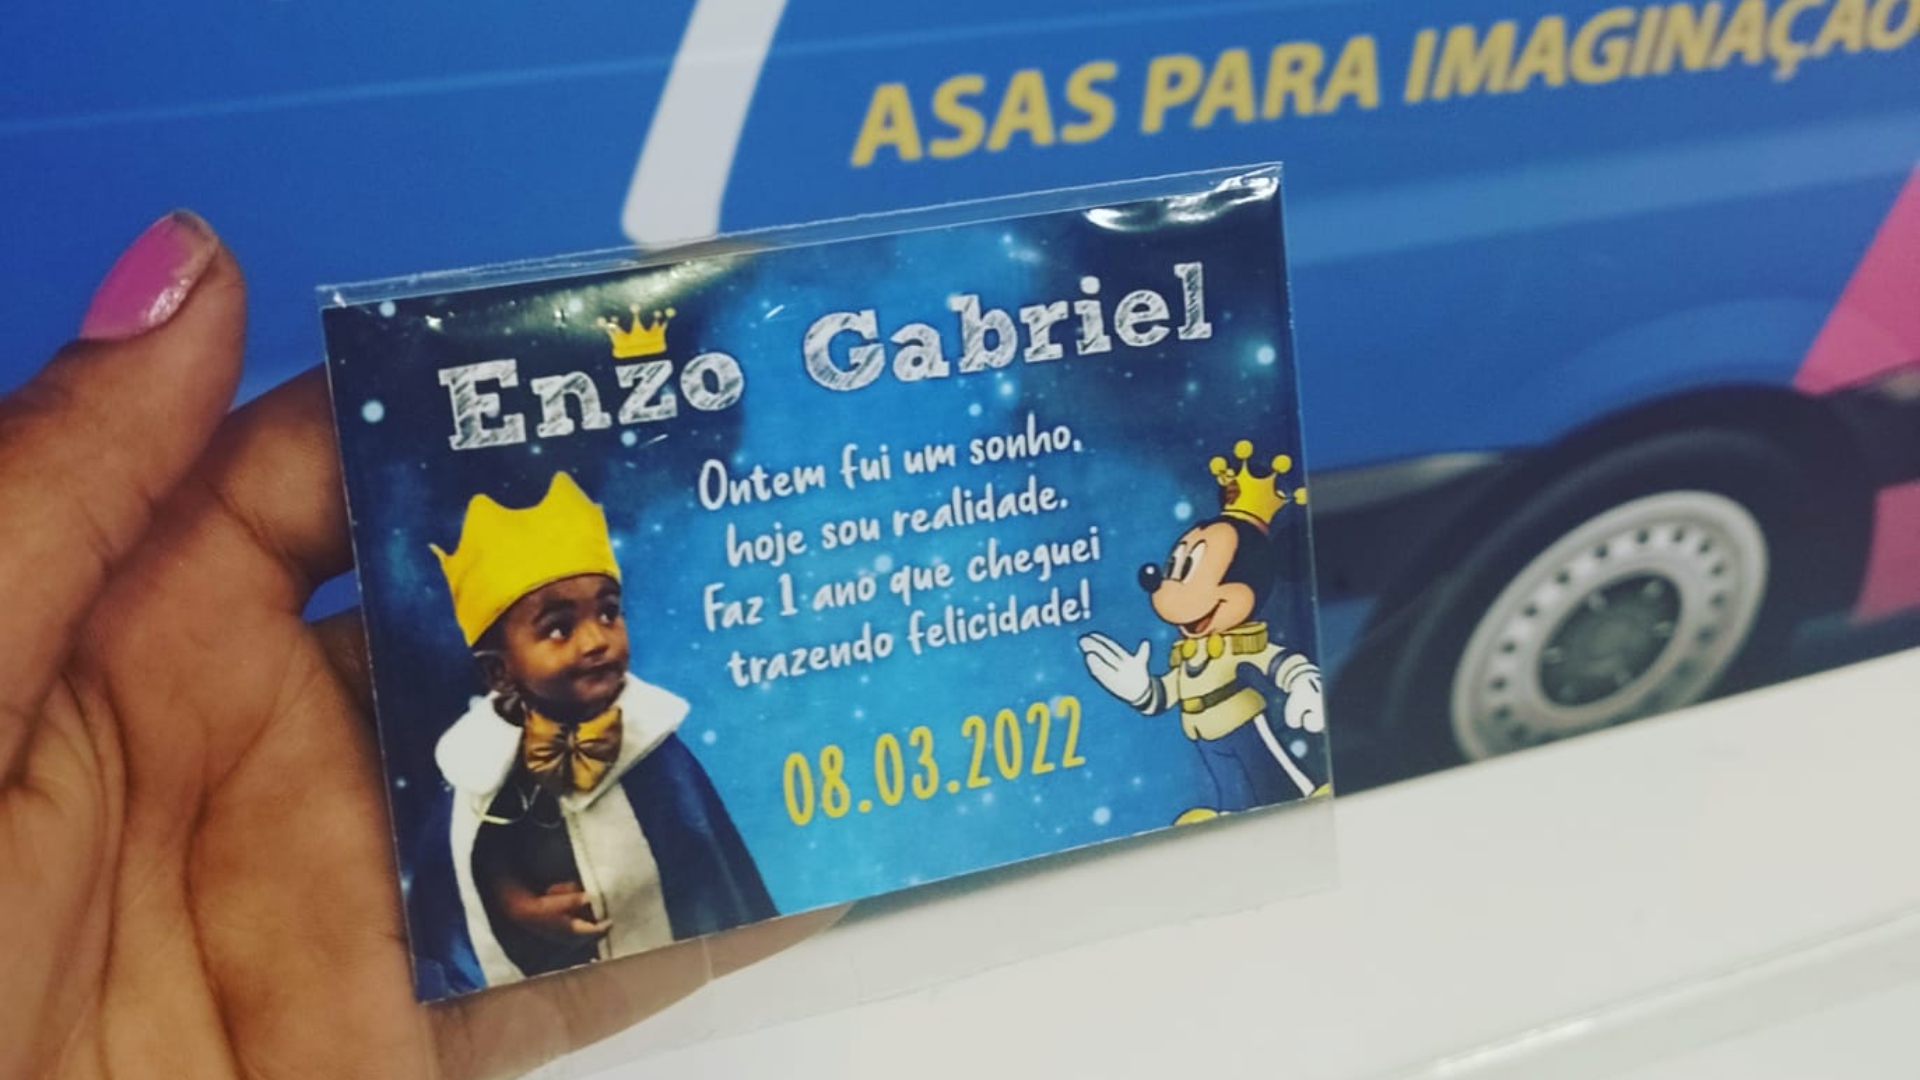 ASAS PARA IMAGINAÇÃO
Enzo Gabriel
Ontem fui um sonho,
hoje sou realidade.
Faz 1 ano que cheguei
trazendo felicidade!
08.03.2022